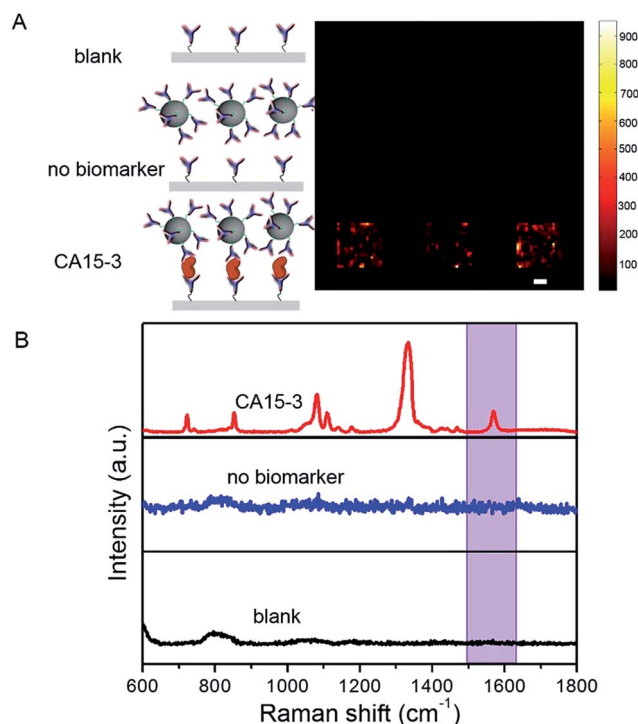 A
blank
no biomarker
CA15-3
900
800
700
600
500
400
300
200
100
B
CA15-3
no biomarker
blank
Intensity (a.u.)
600 800 1000 1200 1400 1600 1800
Raman shift (cm⁻¹)